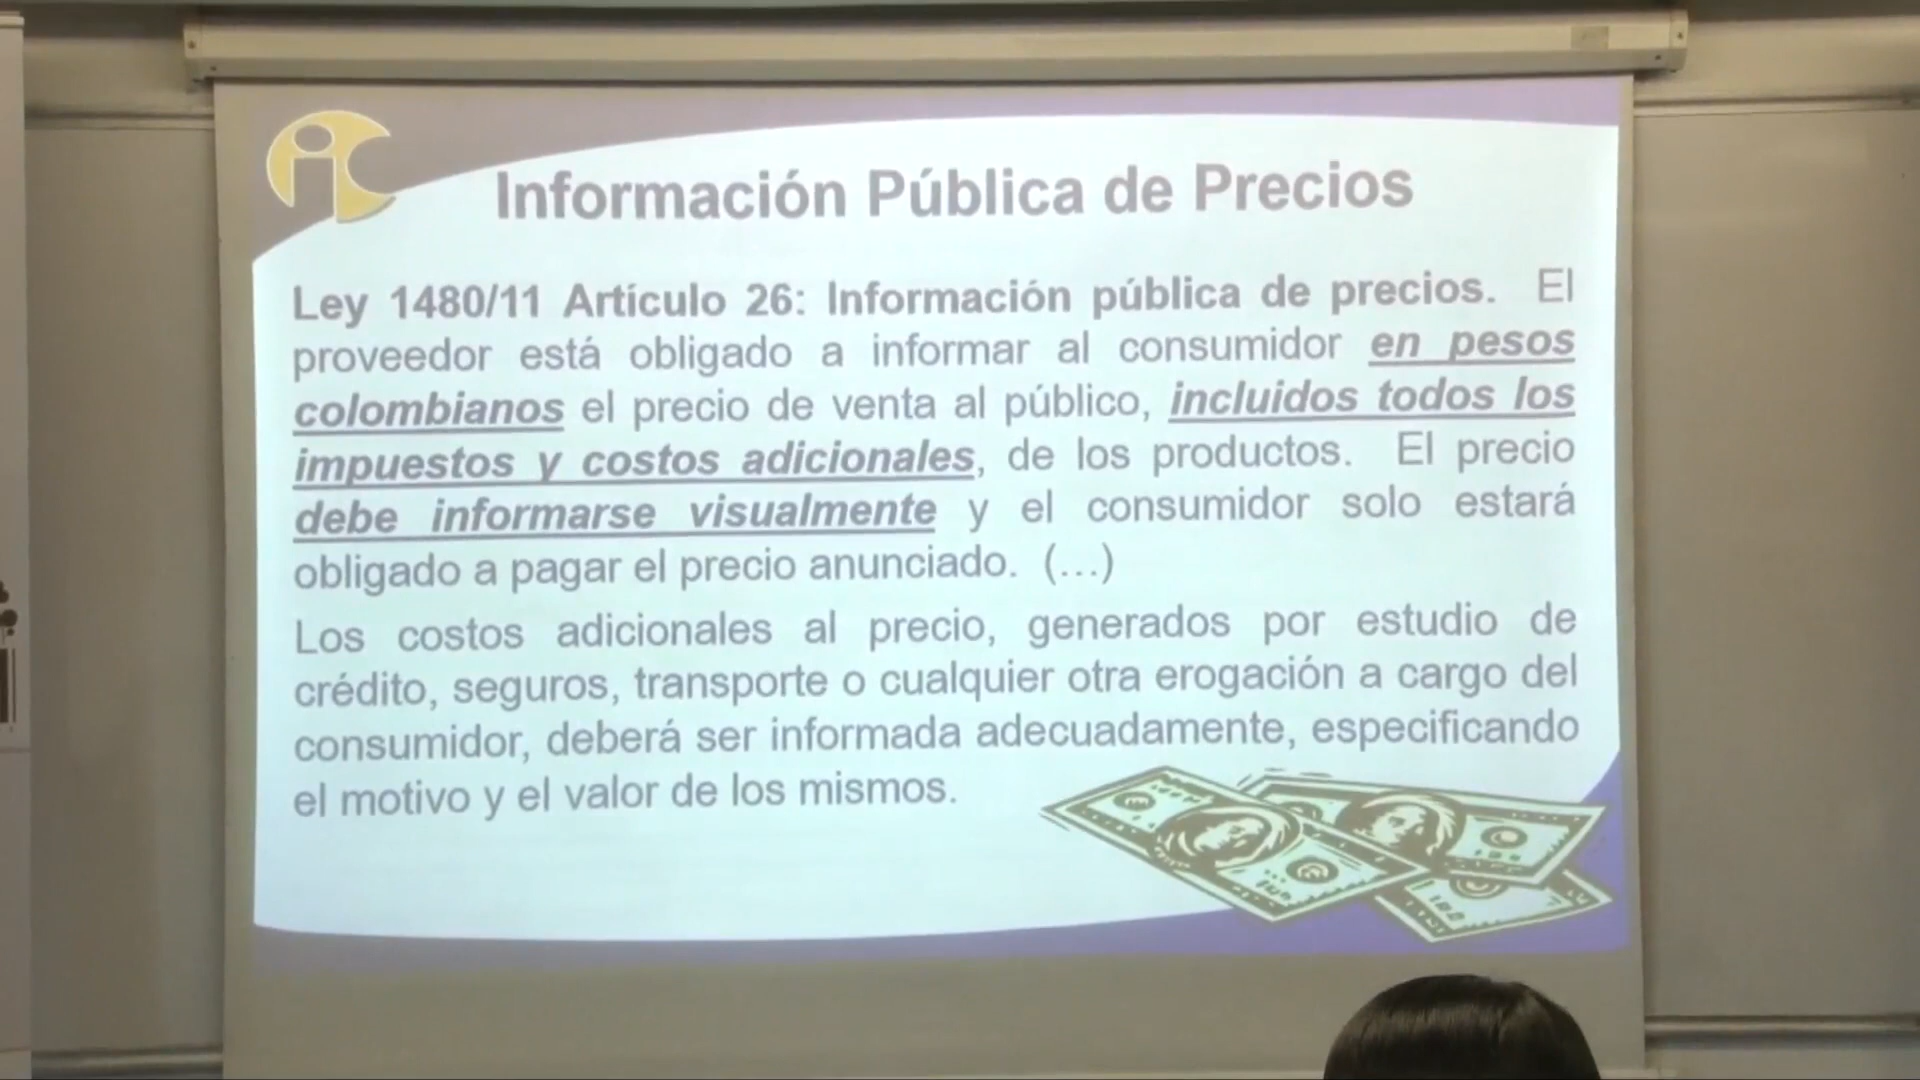 Información Pública de Precios
Ley 1480/11 Artículo 26: Información pública de precios. El
proveedor está obligado a informar al consumidor en pesos
colombianos el precio de venta al público, incluidos todos los
impuestos y costos adicionales, de los productos. El precio
debe informarse visualmente y el consumidor solo estará
obligado a pagar el precio anunciado. (...)
Los costos adicionales al precio, generados por estudio de
crédito, seguros, transporte o cualquier otra erogación a cargo del
consumidor, deberá ser informada adecuadamente, especificando
el motivo y el valor de los mismos.